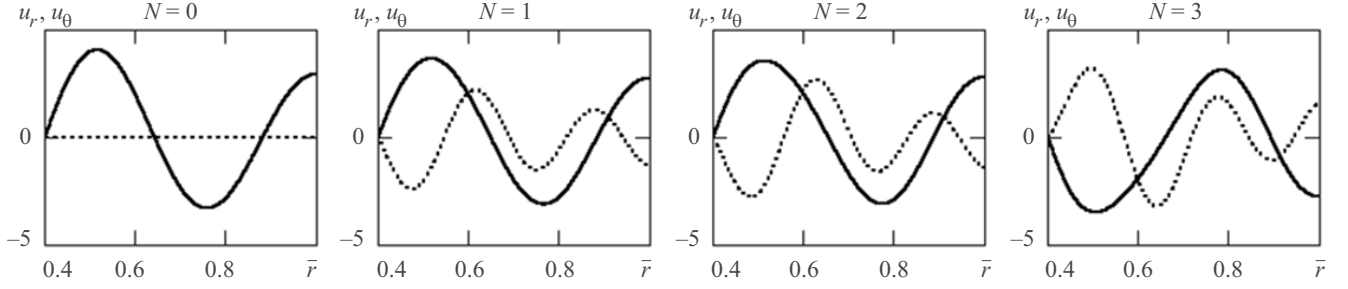 u_r, u_θ N = 0 u_r, u_θ N = 1 u_r, u_θ N = 2 u_r, u_θ N = 3
0 0 0 0
–5 –5 –5 –5
0.4 0.6 0.8 r̄ 0.4 0.6 0.8 r̄ 0.4 0.6 0.8 r̄ 0.4 0.6 0.8 r̄